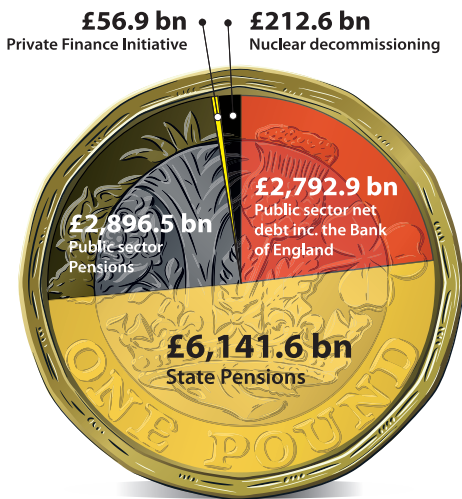 £56.9 bn
Private Finance Initiative
£212.6 bn
Nuclear decommissioning
£2,792.9 bn
Public sector net
debt inc. the Bank
of England
£2,896.5 bn
Public sector
Pensions
£6,141.6 bn
State Pensions
ONE POUND